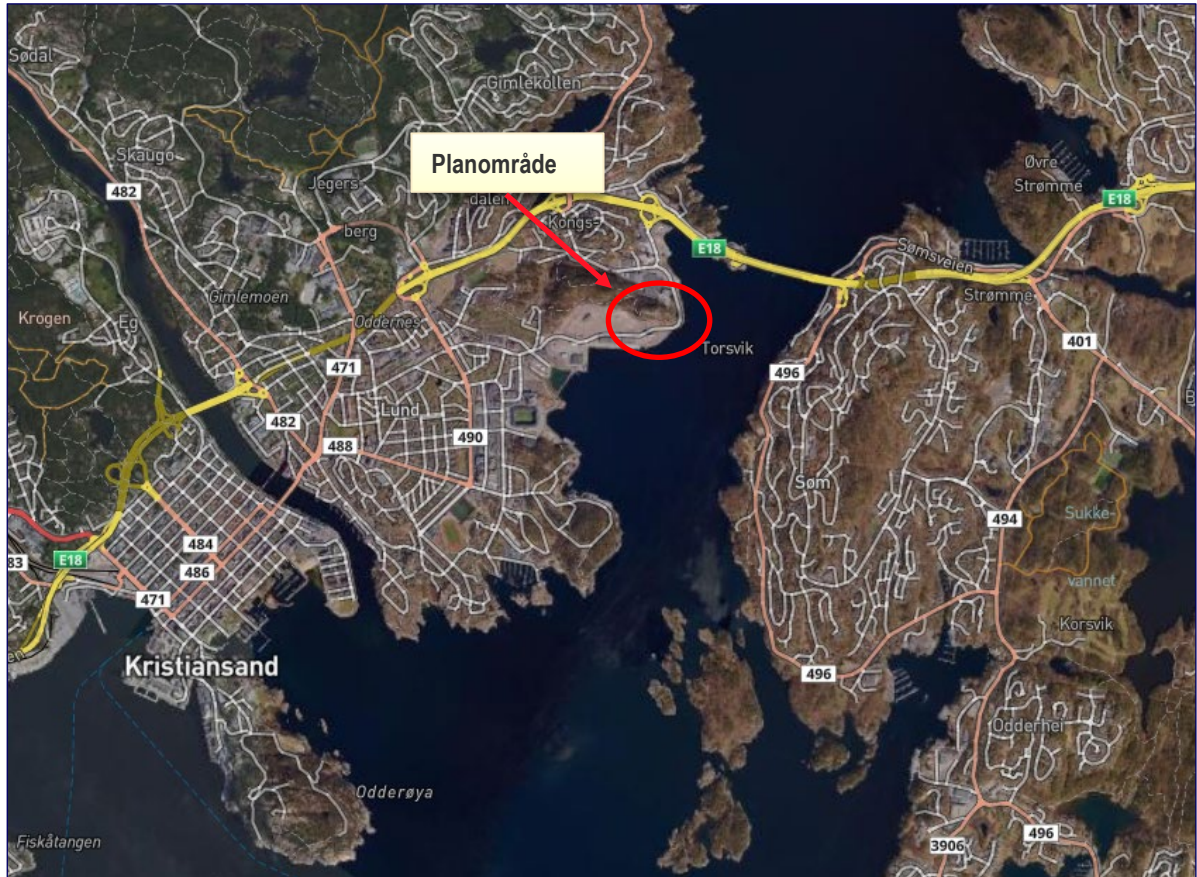 Sødal
Gimlekollen
Skaugo
482
Planområde
Jegers
berg
dalen
Kongs-
Øvre
Strømme
E18
E18
Sømsveien
Strømme
Gimlemoen
Krogen
Eg
Oddernes
Torsvik
471
496
401
482
Lund
488
490
Søm
Sukke-
494
484
E18
83
486
vannet
471
Korsvik
Kristiansand
496
Odderhei
Odderøya
Fiskåtangen
3906
496